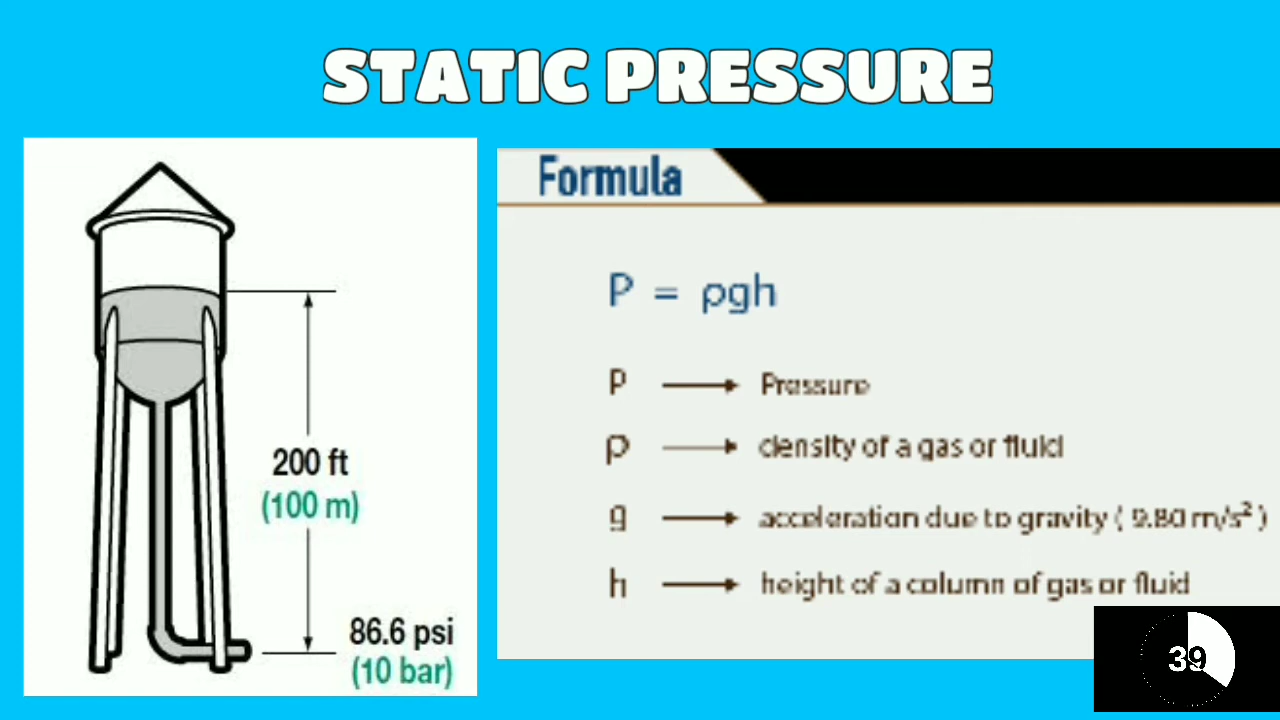 STATIC PRESSURE
200 ft
(100 m)
86.6 psi
(10 bar)
Formula
P = ρgh
P Pressure
ρ density of a gas or fluid
g acceleration due to gravity ( 9.80 m/s² )
h height of a column of gas or fluid
39